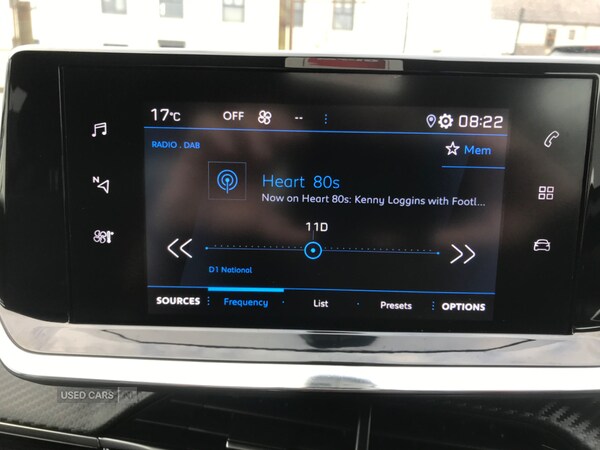 17°C OFF -- 08:22
RADIO . DAB
Mem
N
Heart 80s
Now on Heart 80s: Kenny Loggins with Footl...
11D
D1 National
SOURCES Frequency List Presets OPTIONS
USED CARS